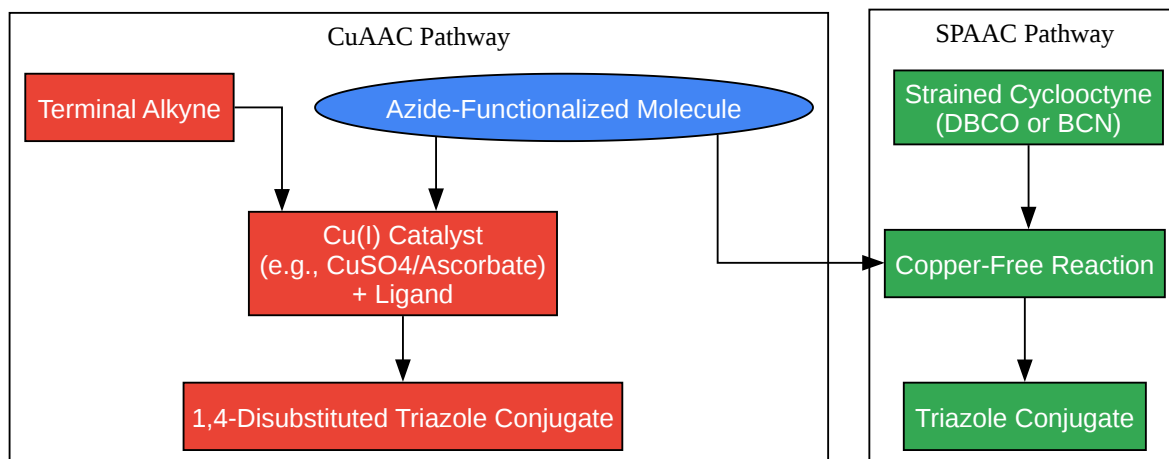 CuAAC Pathway
Terminal Alkyne
Azide-Functionalized Molecule
Cu(I) Catalyst
(e.g., CuSO4/Ascorbate)
+ Ligand
1,4-Disubstituted Triazole Conjugate
SPAAC Pathway
Strained Cyclooctyne
(DBCO or BCN)
Copper-Free Reaction
Triazole Conjugate